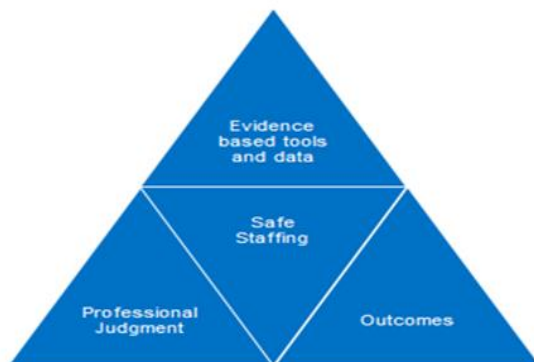 Evidence
based tools
and data
Safe
Staffing
Professional
Judgment
Outcomes